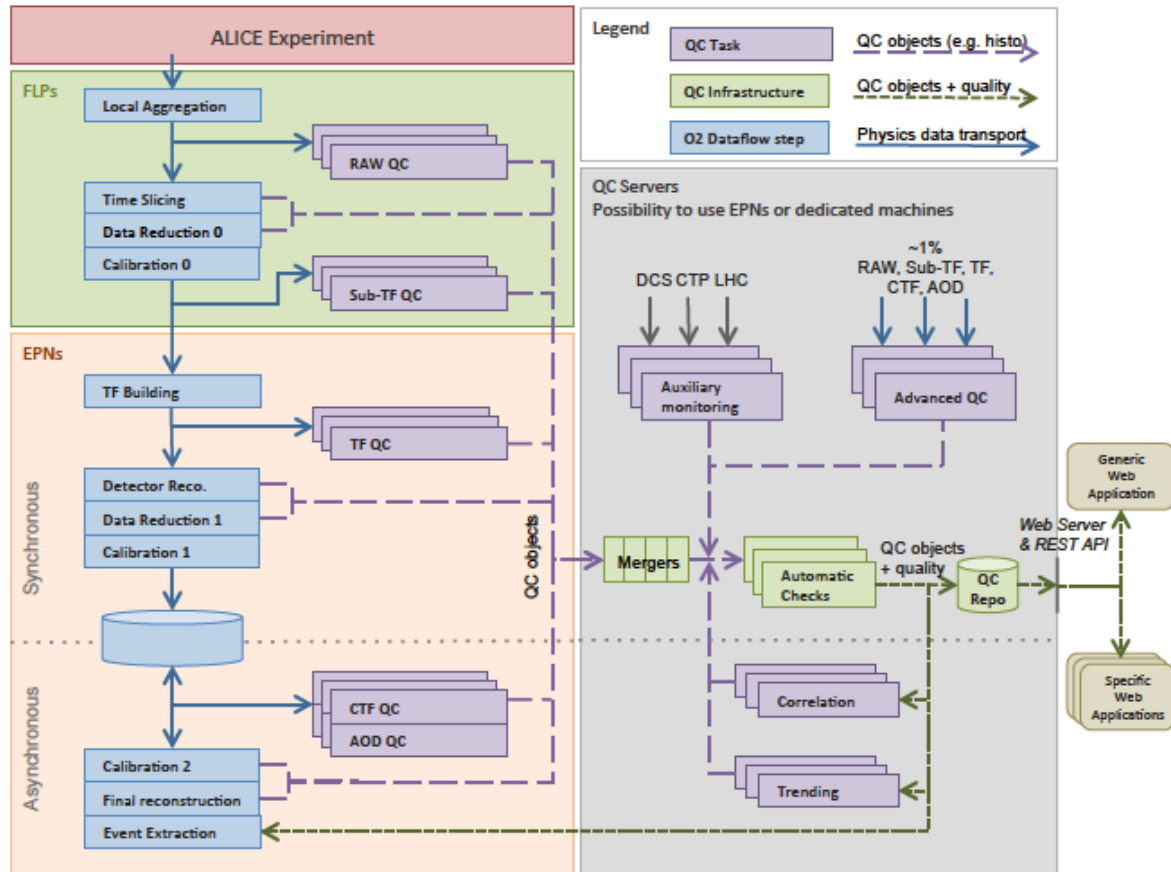 ALICE Experiment
FLPs
Local Aggregation
RAW QC
Time Slicing
Data Reduction 0
Calibration 0
Sub-TF QC
EPNs
TF Building
TF QC
Synchronous
Detector Reco.
Data Reduction 1
Calibration 1
QC objects
Asynchronous
CTF QC
AOD QC
Calibration 2
Final reconstruction
Event Extraction
Legend
QC Task
QC objects (e.g. histo)
QC Infrastructure
QC objects + quality
O2 Dataflow step
Physics data transport
QC Servers
Possibility to use EPNs or dedicated machines
DCS CTP LHC
~1%
RAW, Sub-TF, TF,
CTF, AOD
Auxiliary
monitoring
Advanced QC
Mergers
Automatic
Checks
QC objects
+ quality
QC
Repo
Web Server
& REST API
Generic
Web
Application
Correlation
Trending
Specific
Web
Applications